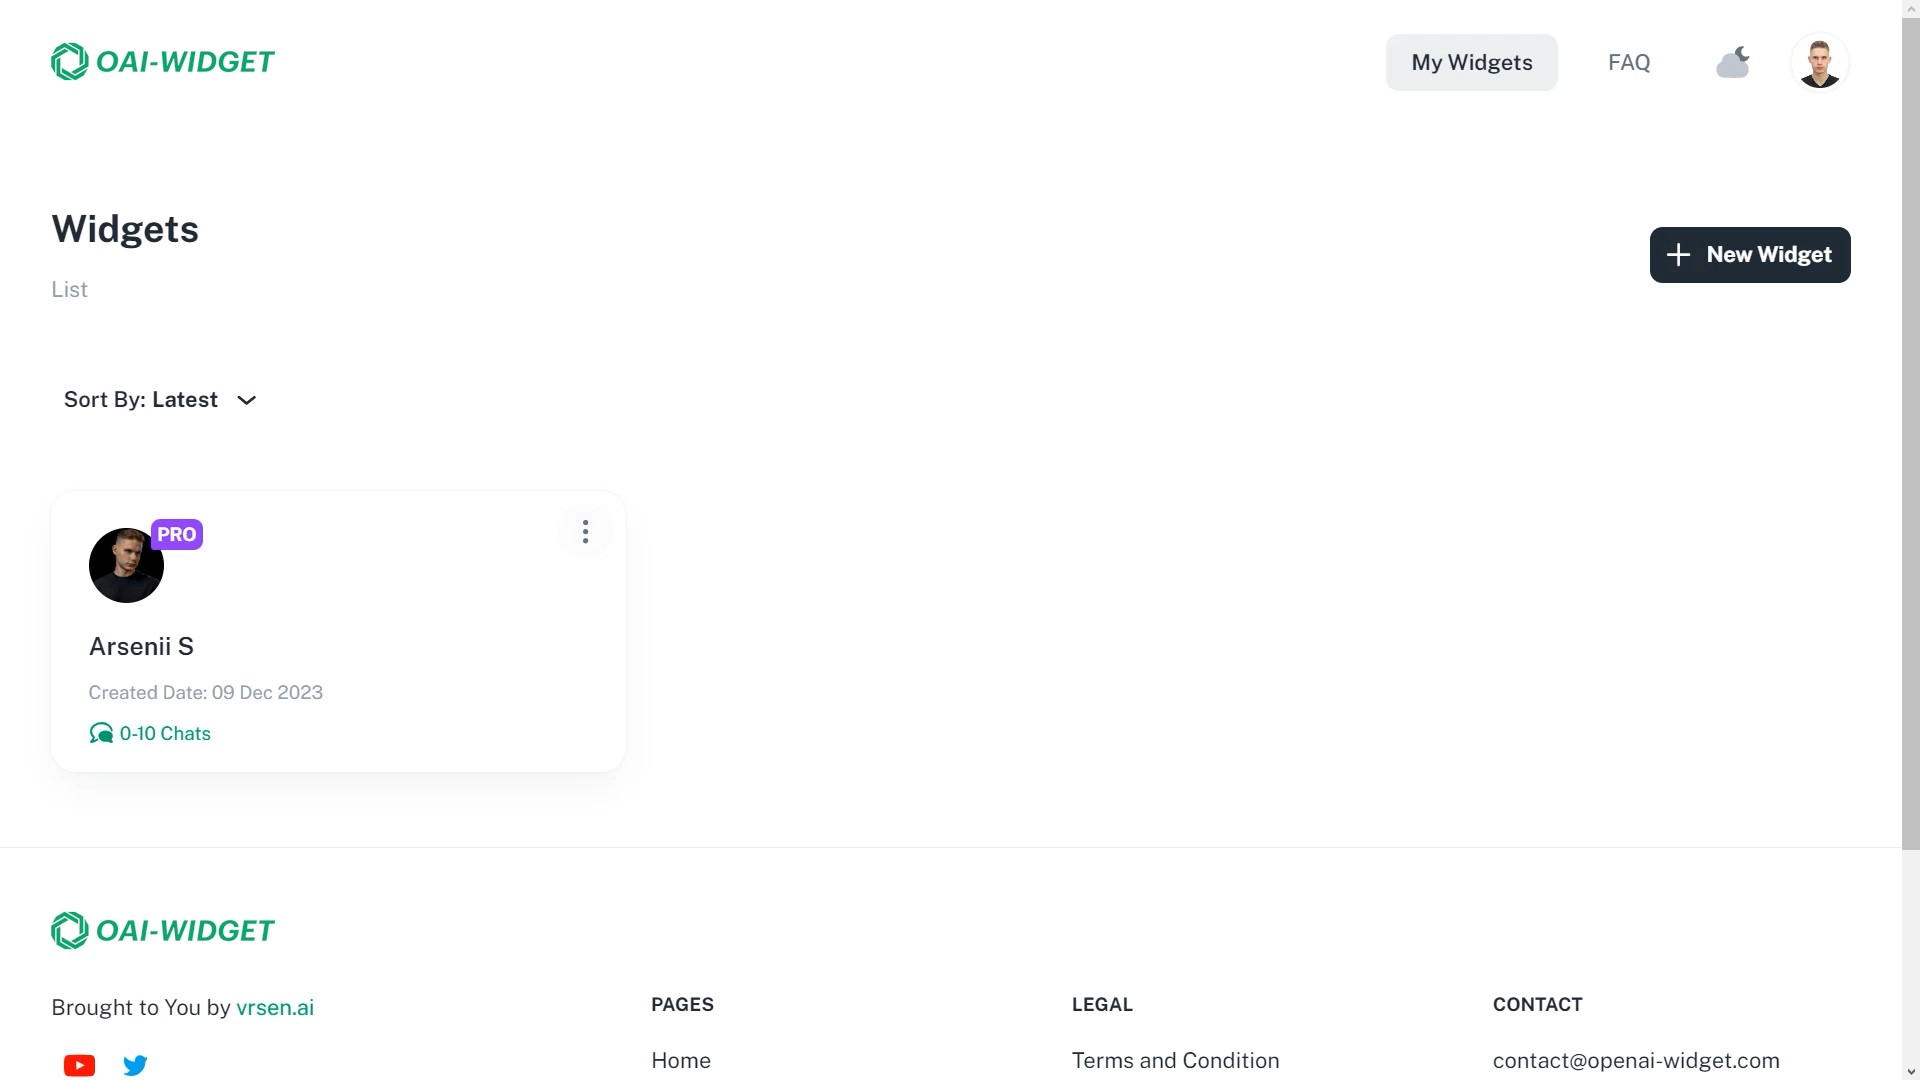 OAI-WIDGET
My Widgets
FAQ
Widgets
List
New Widget
Sort By: Latest
PRO
Arsenii S
Created Date: 09 Dec 2023
0-10 Chats
OAI-WIDGET
Brought to You by vrsen.ai
PAGES
Home
LEGAL
Terms and Condition
CONTACT
contact@openai-widget.com